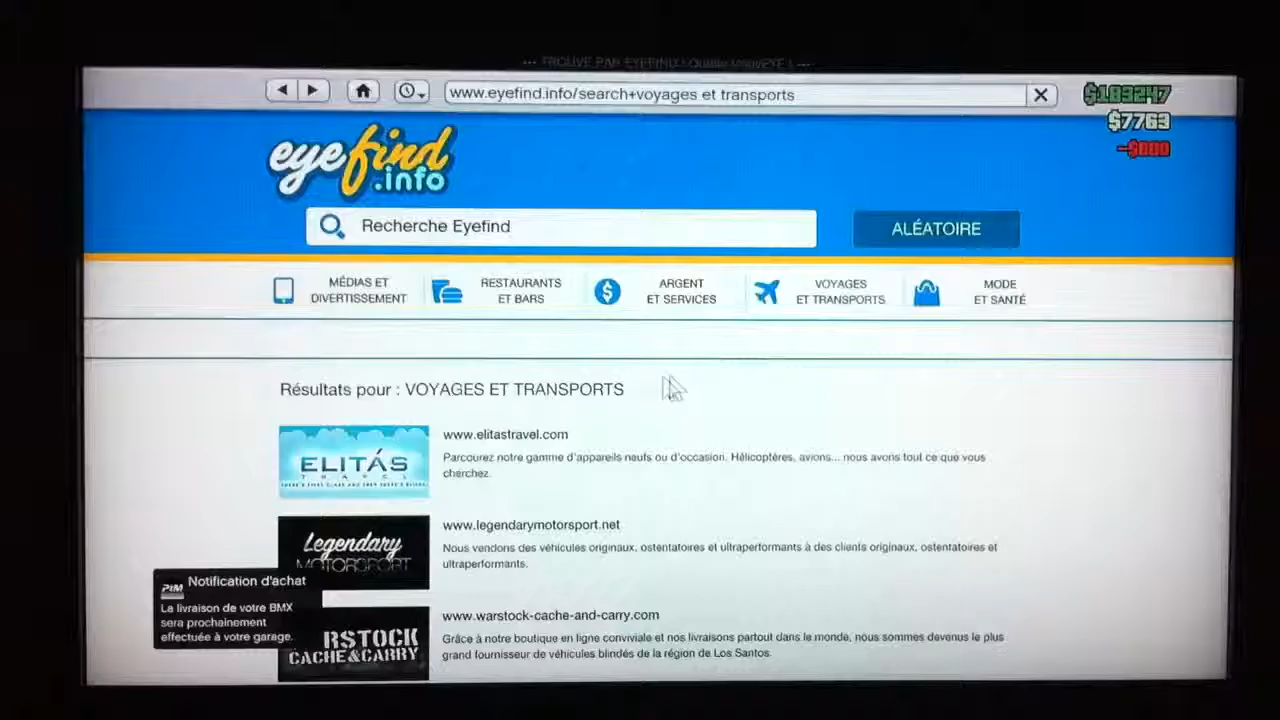 TROUVÉ PAR EYEFIND
www.eyefind.info/search+voyages et transports
$183247
$7763
eyefind
.info
-$800
Recherche Eyefind
ALÉATOIRE
MÉDIAS ET
DIVERTISSEMENT
RESTAURANTS
ET BARS
ARGENT
ET SERVICES
VOYAGES
ET TRANSPORTS
MODE
ET SANTÉ
Résultats pour : VOYAGES ET TRANSPORTS
ELITÁS
TRAVEL
www.elitastravel.com
Parcourez notre gamme d'appareils neufs ou d'occasion. Hélicoptères, avions... nous avons tout ce que vous
cherchez.
Legendary
MOTORSPORT
www.legendarymotorsport.net
Nous vendons des véhicules originaux, ostentatoires et ultraperformants à des clients originaux, ostentatoires et
ultraperformants.
Notification d'achat
La livraison de votre BMX
sera prochainement
effectuée à votre garage.
RSTOCK
CACHE&CARRY
www.warstock-cache-and-carry.com
Grâce à notre boutique en ligne conviviale et nos livraisons partout dans le monde, nous sommes devenus le plus
grand fournisseur de véhicules blindés de la région de Los Santos.